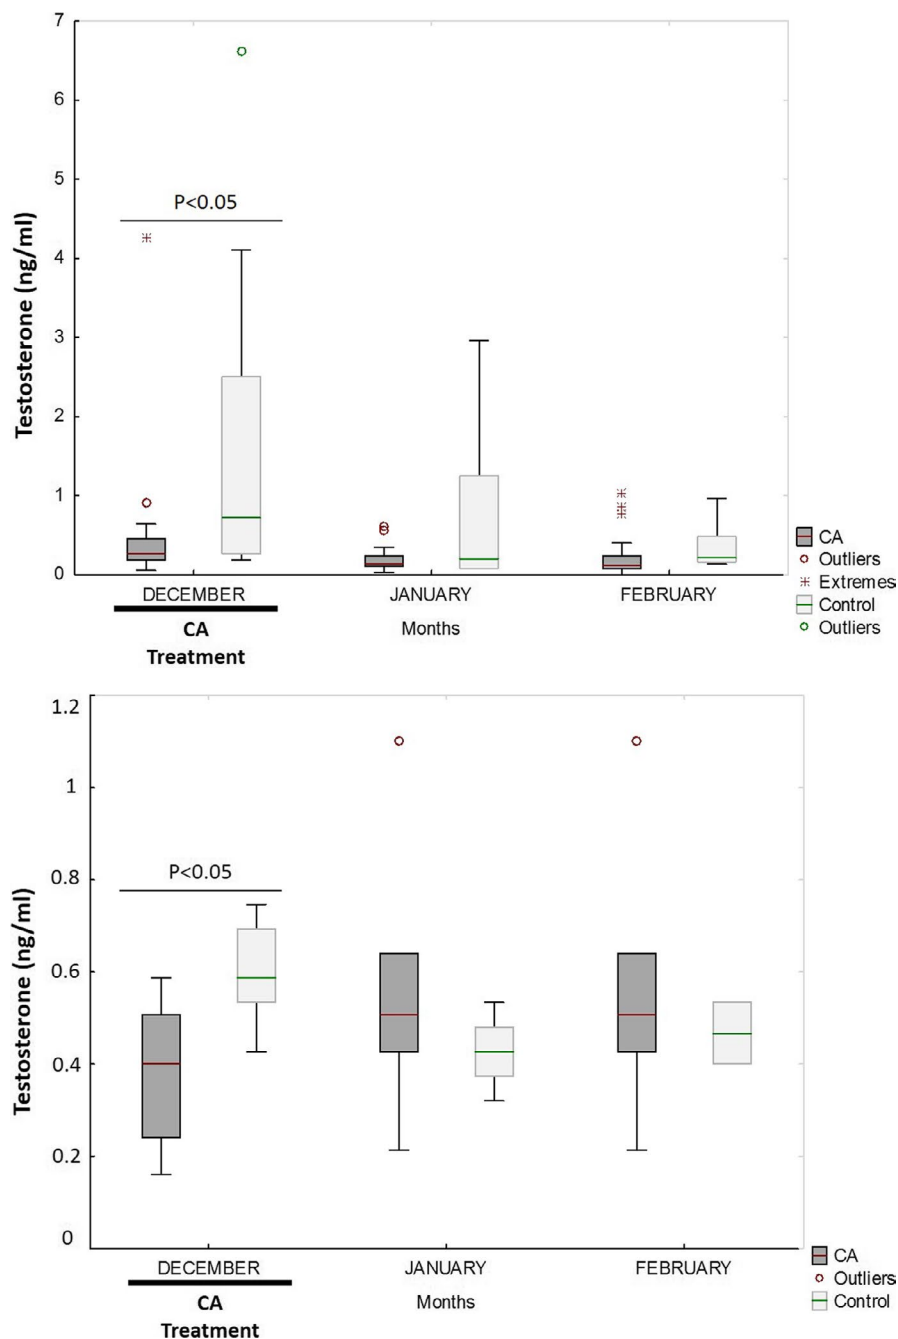 7
6
5
4
3
2
1
0
Testosterone (ng/ml)
P<0.05
DECEMBER
JANUARY
FEBRUARY
CA
Treatment
Months
CA
Outliers
Extremes
Control
Outliers
1.2
1
0.8
0.6
0.4
0.2
0
Testosterone (ng/ml)
P<0.05
DECEMBER
JANUARY
FEBRUARY
CA
Treatment
Months
CA
Outliers
Control